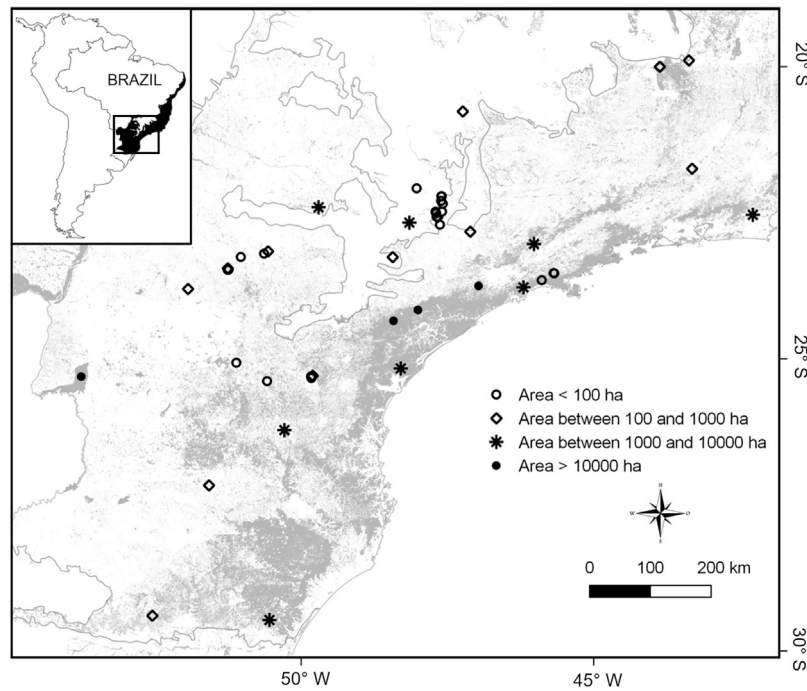 BRAZIL
20° S
25° S
Area < 100 ha
Area between 100 and 1000 ha
Area between 1000 and 10000 ha
Area > 10000 ha
N
W
O
S
0 100 200 km
30° S
50° W
45° W